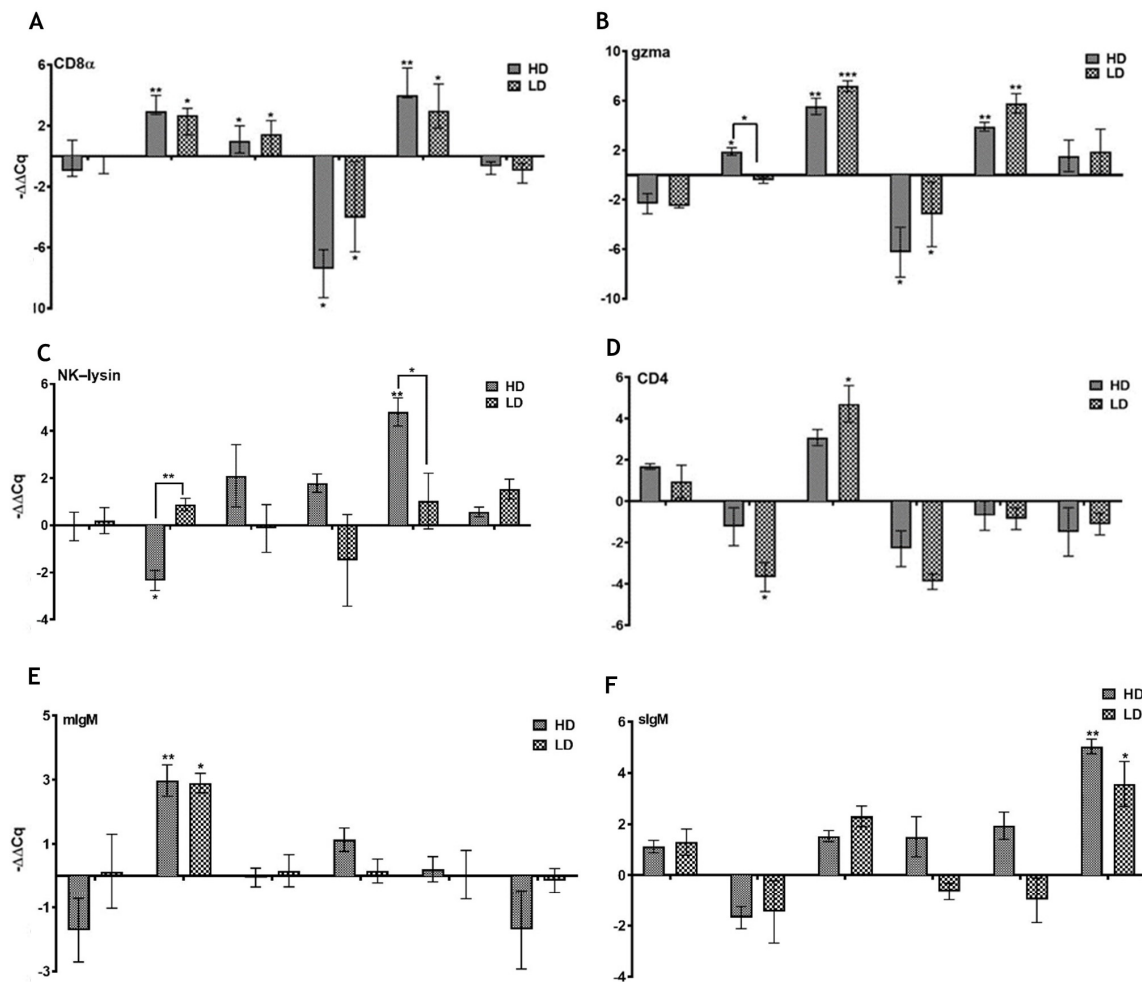 A
CD8α
HD
LD
6
2
-2
-6
10
-ΔΔCq
** * * * * * ** *
B
gzma
HD
LD
10
6
2
-2
-6
-10
* * ** *** * * ** **
C
NK-lysin
HD
LD
6
4
2
0
-2
-4
-ΔΔCq
* ** ** *
D
CD4
HD
LD
6
4
2
0
-2
-4
-6
* *
E
mIgM
HD
LD
5
3
1
-1
-3
-ΔΔCq
** *
F
sIgM
HD
LD
6
4
2
0
-2
-4
** *